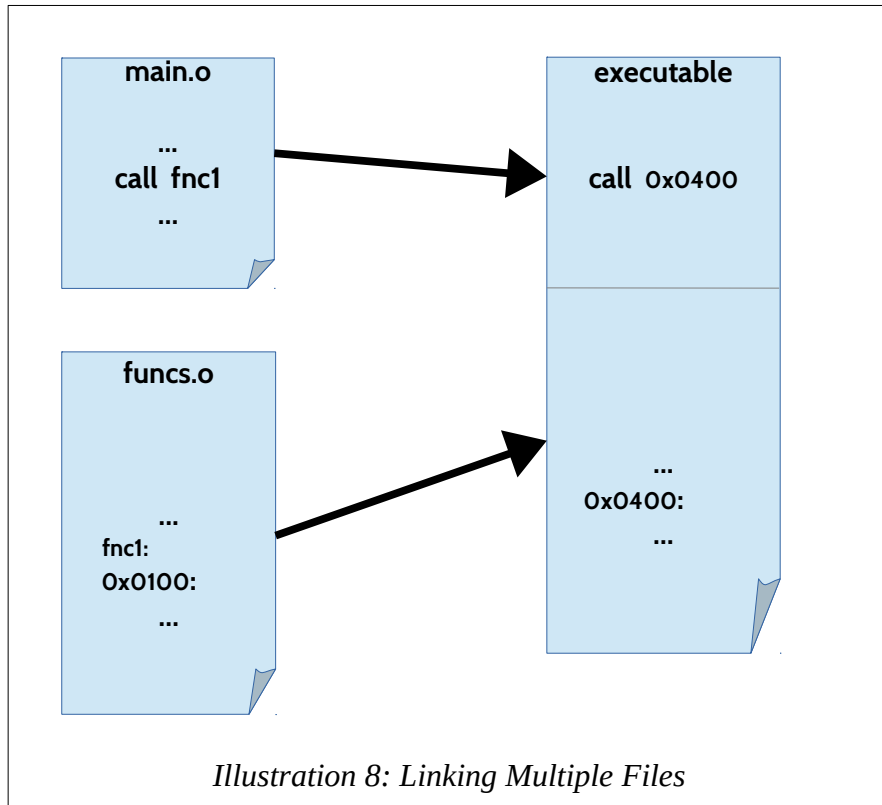 main.o
...
call fnc1
...
funcs.o
...
fnc1:
0x0100:
...
executable
call 0x0400
...
0x0400:
...
Illustration 8: Linking Multiple Files